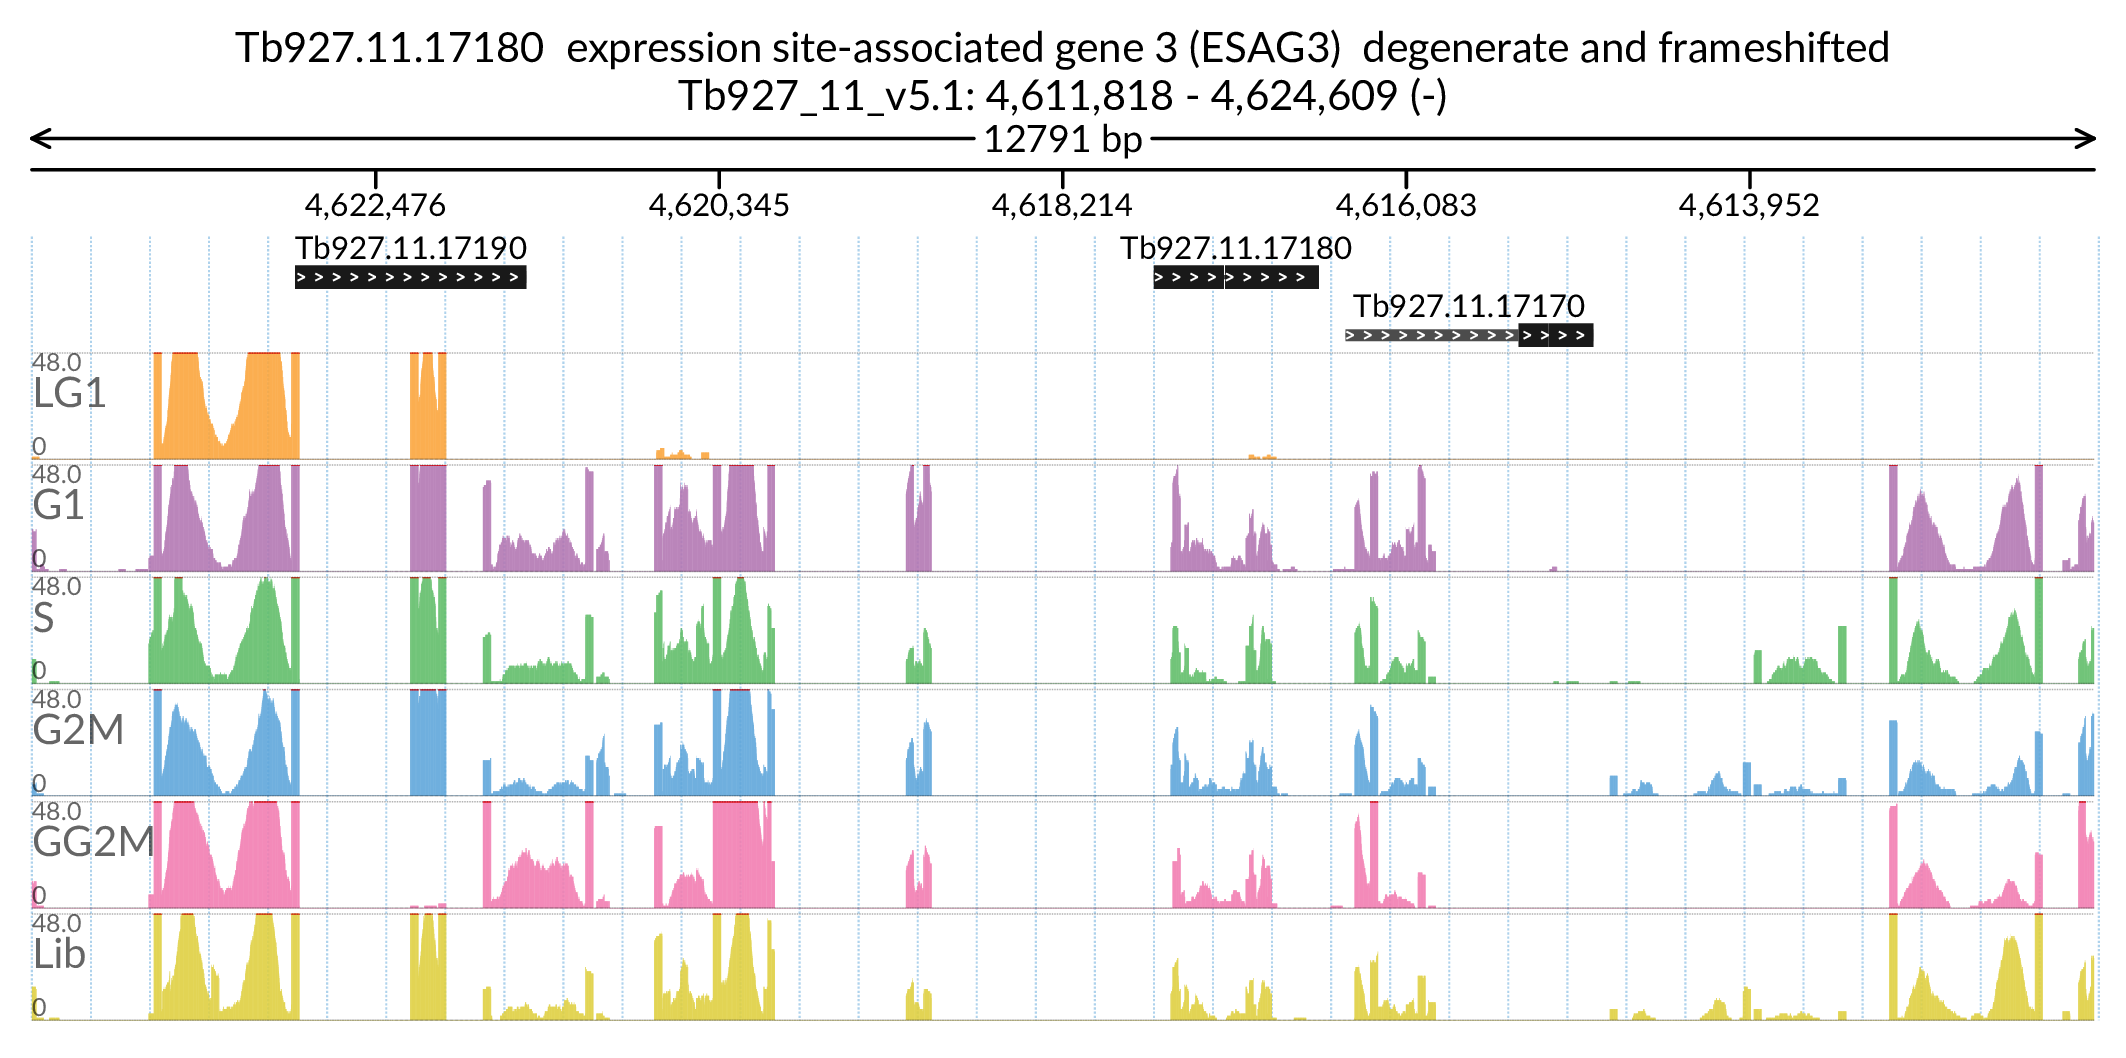 Tb927.11.17180  expression site-associated gene 3 (ESAG3)  degenerate and frameshifted
Tb927_11_v5.1: 4,611,818 - 4,624,609 (-)
12791 bp
4,622,476 4,620,345 4,618,214 4,616,083 4,613,952
Tb927.11.17190 Tb927.11.17180
Tb927.11.17170
48.0
LG1
0
48.0
G1
0
48.0
S
0
48.0
G2M
0
48.0
GG2M
0
48.0
Lib
0